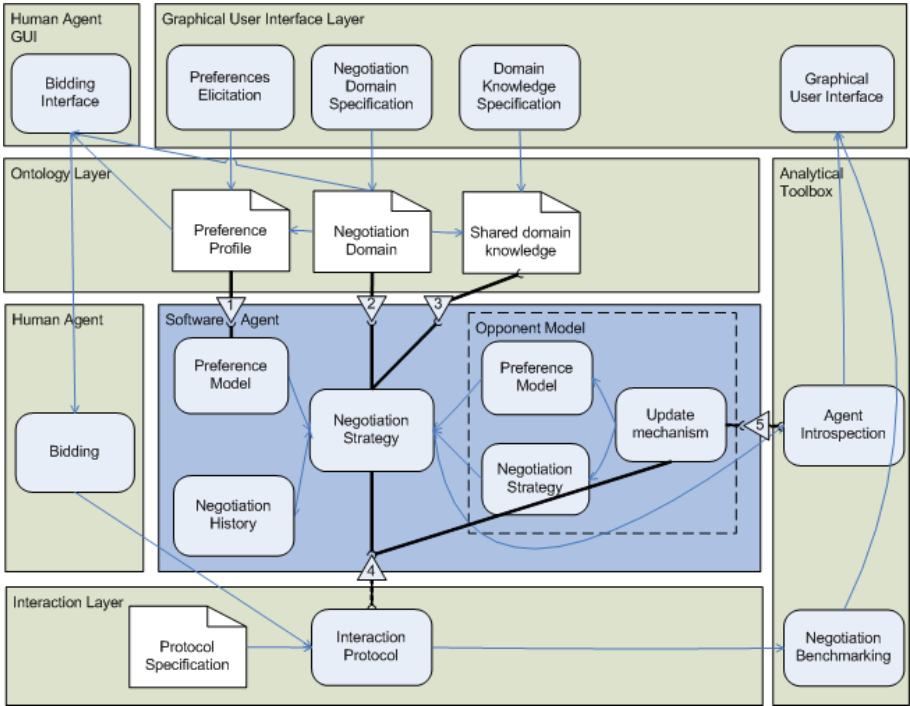 Human Agent
GUI
Bidding
Interface
Graphical User Interface Layer
Preferences
Elicitation
Negotiation
Domain
Specification
Domain
Knowledge
Specification
Graphical
User Interface
Ontology Layer
Preference
Profile
Negotiation
Domain
Shared domain
knowledge
Analytical
Toolbox
1
2
3
Human Agent
Bidding
Software Agent
Preference
Model
Negotiation
Strategy
Negotiation
History
Opponent Model
Preference
Model
Update
mechanism
Negotiation
Strategy
5
Agent
Introspection
4
Interaction Layer
Protocol
Specification
Interaction
Protocol
Negotiation
Benchmarking